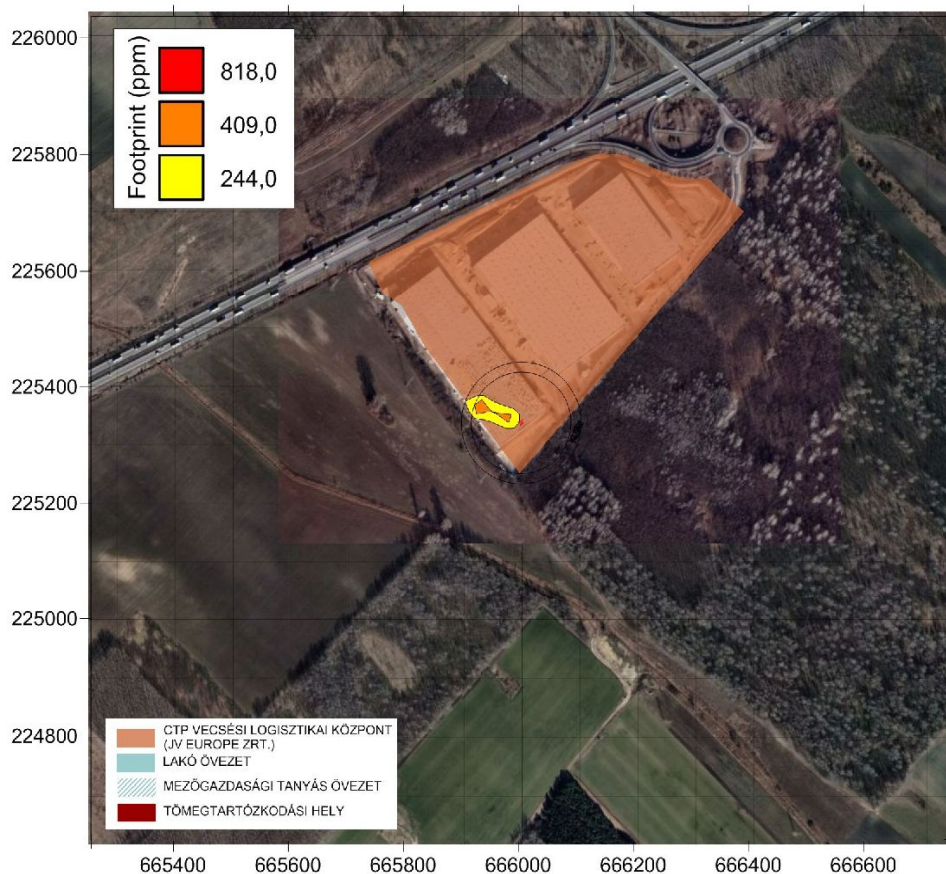 226000
225800
225600
225400
225200
225000
224800
Footprint (ppm)
818,0
409,0
244,0
CTP VECSÉSI LOGISZTIKAI KÖZPONT
(JV EUROPE ZRT.)
LAKÓ ÖVEZET
MEZŐGAZDASÁGI TANYÁS ÖVEZET
TÖMEGTARTÓZKODÁSI HELY
665400
665600
665800
666000
666200
666400
666600